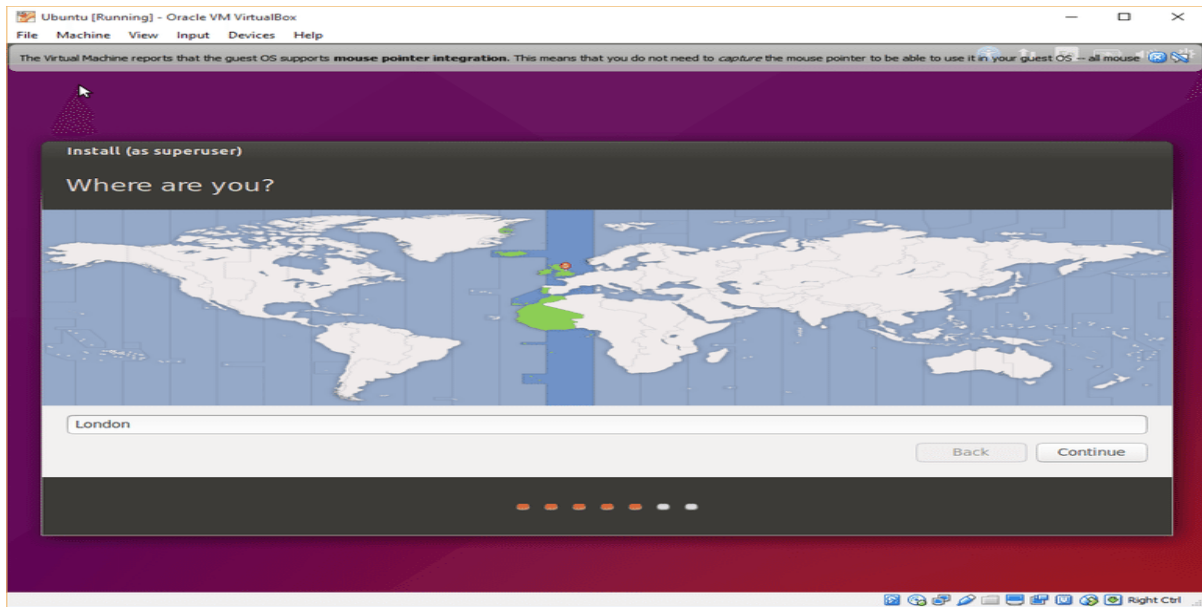 Ubuntu [Running] - Oracle VM VirtualBox
File Machine View Input Devices Help
The Virtual Machine reports that the guest OS supports mouse pointer integration. This means that you do not need to capture the mouse pointer to be able to use it in your guest OS -- all mouse
Install (as superuser)
Where are you?
London
Back Continue
Right Ctrl